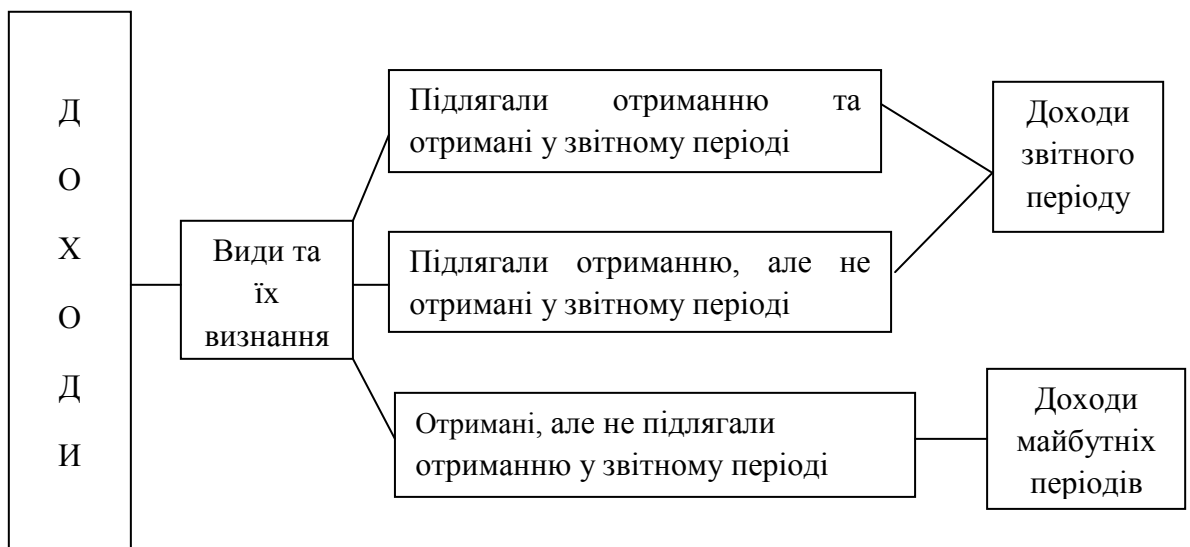 ДОХОДИ
Види та
їх
визнання
Підлягали отриманню та
отримані у звітному періоді
Підлягали отриманню, але не
отримані у звітному періоді
Отримані, але не підлягали
отриманню у звітному періоді
Доходи
звітного
періоду
Доходи
майбутніх
періодів